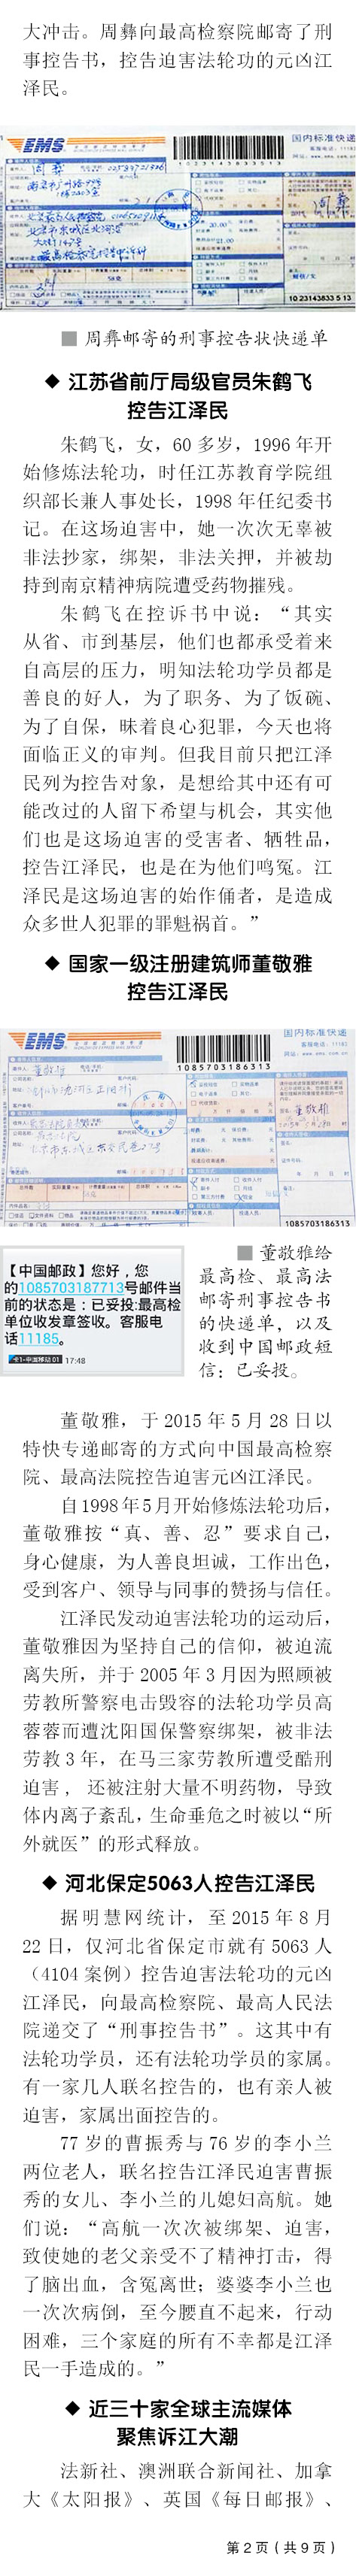 大冲击。周彝向最高检察院邮寄了刑
事控告书，控告迫害法轮功的元凶江
泽民。
EMS
国内标准快递
10 23143833 5 13
■ 周彝邮寄的刑事控告状快递单
◆ 江苏省前厅局级官员朱鹤飞
控告江泽民
朱鹤飞，女，60 多岁，1996 年开
始修炼法轮功，时任江苏教育学院组
织部长兼人事处长，1998 年任纪委书
记。在这场迫害中，她一次次无辜被
非法抄家，绑架，非法关押，并被劫
持到南京精神病院遭受药物摧残。
朱鹤飞在控诉书中说：“其实
从省、市到基层，他们也都承受着来
自高层的压力，明知法轮功学员都是
善良的好人，为了职务、为了饭碗、
为了自保，昧着良心犯罪，今天也将
面临正义的审判。但我目前只把江泽
民列为控告对象，是想给其中还有可
能改过的人留下希望与机会，其实他
们也是这场迫害的受害者、牺牲品，
控告江泽民，也是在为他们鸣冤。江
泽民是这场迫害的始作俑者，是造成
众多世人犯罪的罪魁祸首。”
◆ 国家一级注册建筑师董敬雅
控告江泽民
EMS
国内标准快递
1085703186313
董敬雅
1085703186313
【中国邮政】您好，您
的1085703187713号邮件当
前的状态是：已妥投:最高检
单位收发章签收。客服电
话11185。
卡1-中国移动 01 17:48
■ 董敬雅给
最高检、最高法
邮寄刑事控告书
的快递单，以及
收到中国邮政短
信：已妥投。
董敬雅，于 2015 年 5 月 28 日以
特快专递邮寄的方式向中国最高检察
院、最高法院控告迫害元凶江泽民。
自 1998 年 5 月开始修炼法轮功后，
董敬雅按“真、善、忍”要求自己，
身心健康，为人善良坦诚，工作出色，
受到客户、领导与同事的赞扬与信任。
江泽民发动迫害法轮功的运动后，
董敬雅因为坚持自己的信仰，被迫流
离失所，并于 2005 年 3 月因为照顾被
劳教所警察电击毁容的法轮功学员高
蓉蓉而遭沈阳国保警察绑架，被非法
劳教 3 年，在马三家劳教所遭受酷刑
迫害，还被注射大量不明药物，导致
体内离子紊乱，生命垂危之时被以“所
外就医”的形式释放。
◆ 河北保定5063人控告江泽民
据明慧网统计，至 2015 年 8 月
22 日，仅河北省保定市就有 5063 人
（4104 案例）控告迫害法轮功的元凶
江泽民，向最高检察院、最高人民法
院递交了“刑事控告书”。这其中有
法轮功学员，还有法轮功学员的家属。
有一家几人联名控告的，也有亲人被
迫害，家属出面控告的。
77 岁的曹振秀与 76 岁的李小兰
两位老人，联名控告江泽民迫害曹振
秀的女儿、李小兰的儿媳妇高航。她
们说：“高航一次次被绑架、迫害，
致使她的老父亲受不了精神打击，得
了脑出血，含冤离世；婆婆李小兰也
一次次病倒，至今腰直不起来，行动
困难，三个家庭的所有不幸都是江泽
民一手造成的。”
◆ 近三十家全球主流媒体
聚焦诉江大潮
法新社、澳洲联合新闻社、加拿
大《太阳报》、英国《每日邮报》、
第 2 页 ( 共 9 页 )